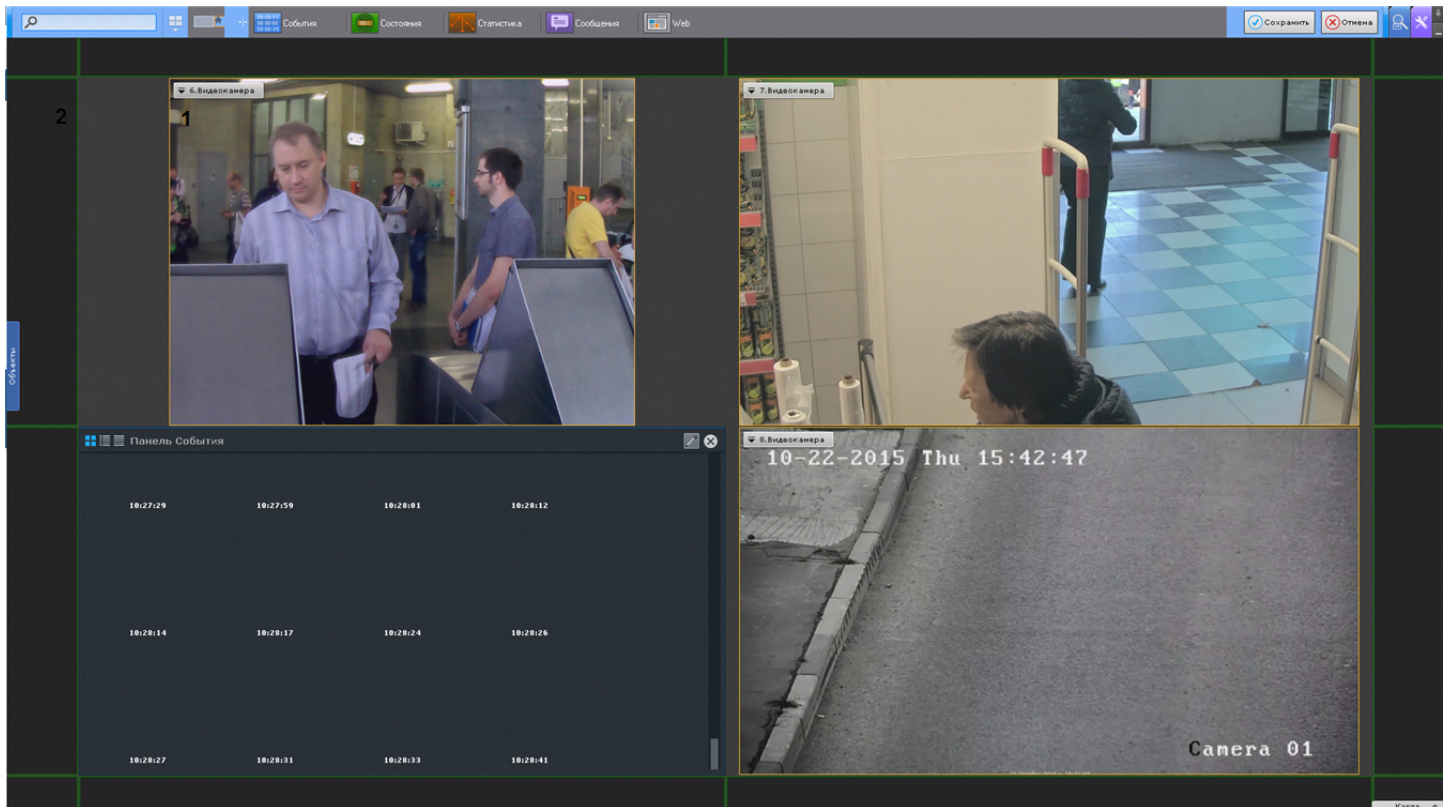 События Состояния Статистика Сообщения Web Сохранить Отмена
2
1
6.Видеокамера
7.Видеокамера
Объекты
Панель События
8.Видеокамера
10-22-2015 Thu 15:42:47
10:27:29 10:27:59 10:28:01 10:28:12
10:28:14 10:28:17 10:28:24 10:28:26
10:28:27 10:28:31 10:28:33 10:28:41
Camera 01
Карта